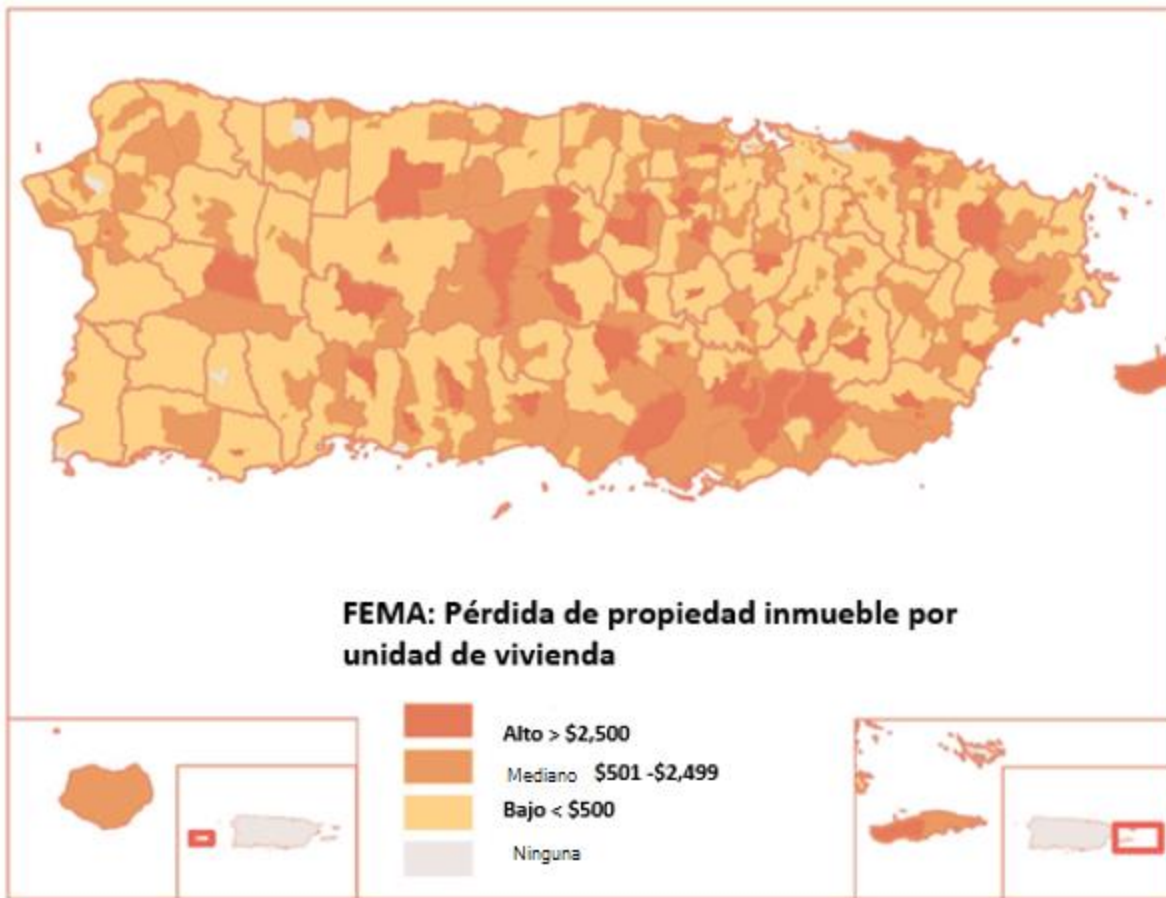 FEMA: Pérdida de propiedad inmueble por
unidad de vivienda
Alto > $2,500
Mediano $501 -$2,499
Bajo < $500
Ninguna